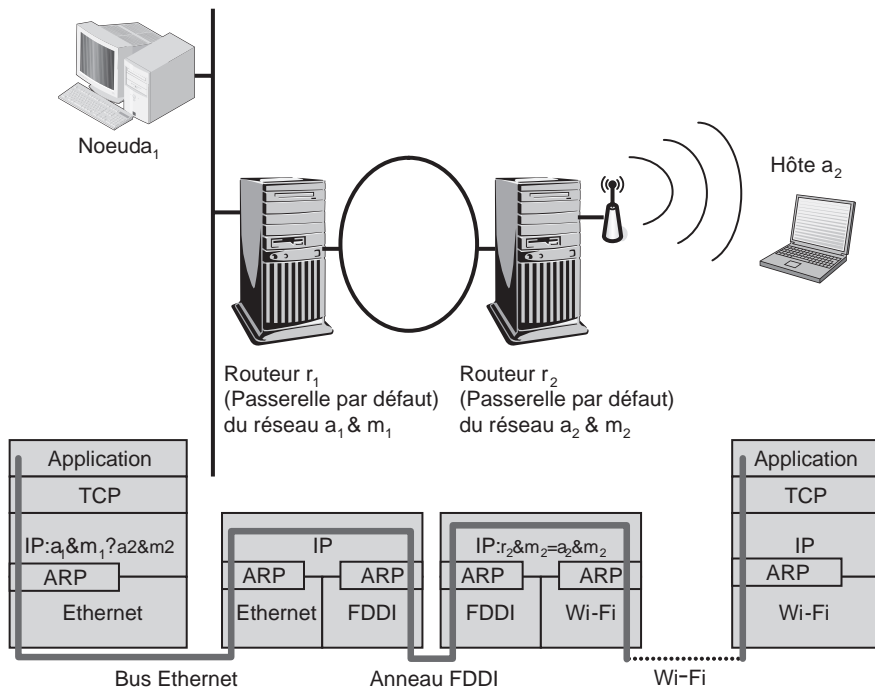 Noeuda₁
Hôte a₂
Routeur r₁
(Passerelle par défaut)
du réseau a₁ & m₁
Routeur r₂
(Passerelle par défaut)
du réseau a₂ & m₂
Application
TCP
IP:a₁&m₁?a2&m2
ARP
Ethernet
IP
ARP
ARP
Ethernet
FDDI
IP:r₂&m₂=a₂&m₂
ARP
ARP
FDDI
Wi-Fi
Application
TCP
IP
ARP
Wi-Fi
Bus Ethernet
Anneau FDDI
Wi-Fi